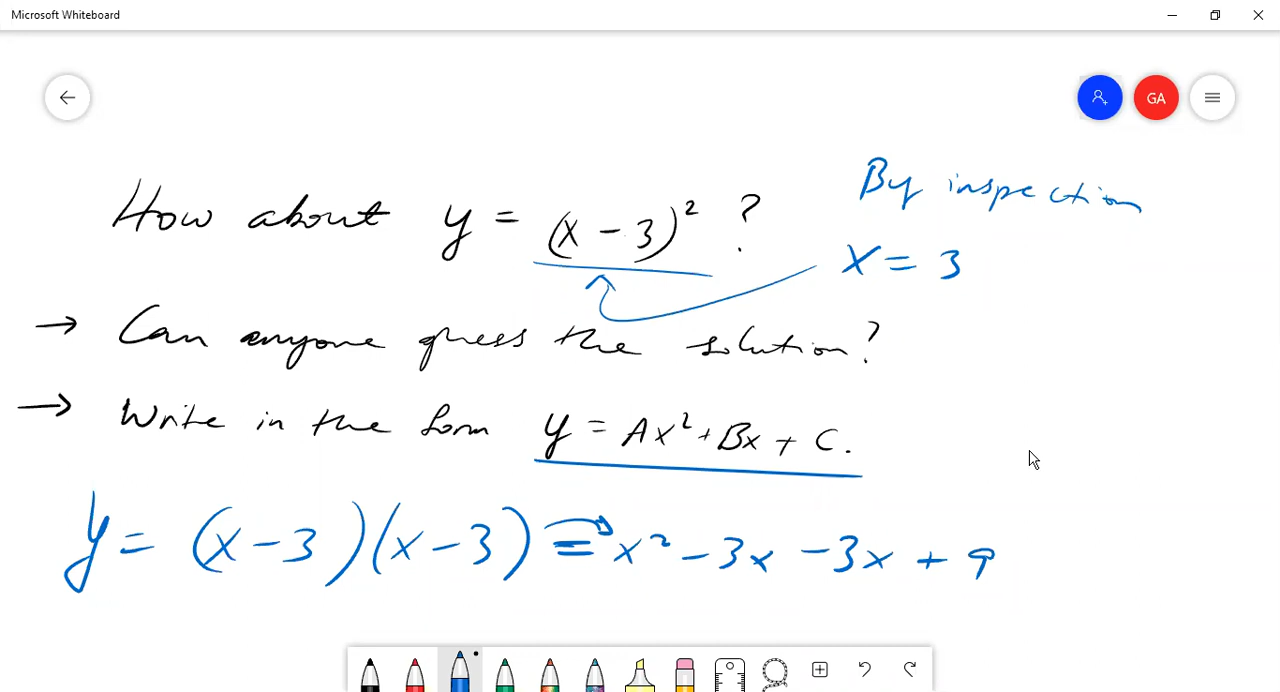 Microsoft Whiteboard
GA
How about y = (x - 3)² ?
By inspection
x = 3
→ Can anyone guess the solution?
→ Write in the form y = Ax² + Bx + C.
y = (x - 3)(x - 3) = x² - 3x - 3x + 9